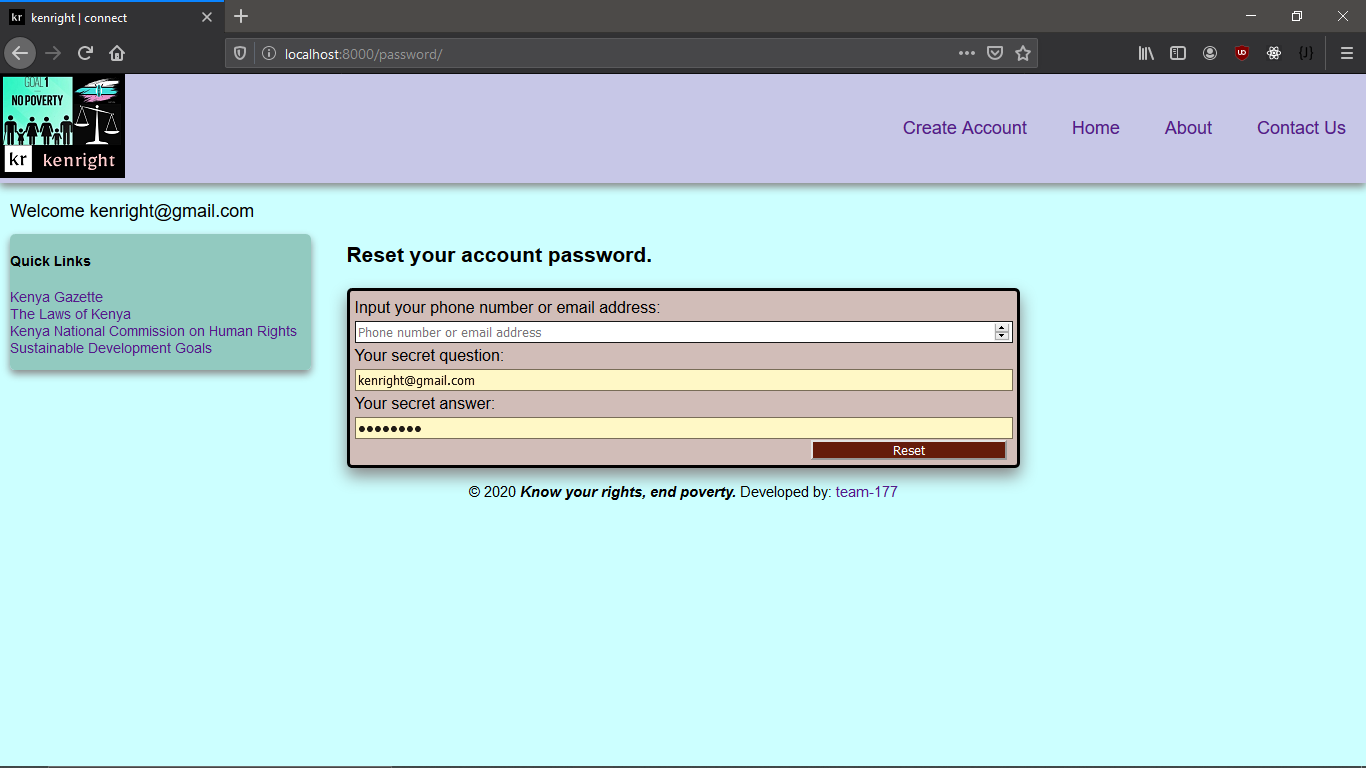 kr kenright | connect
localhost:8000/password/
GOAL 1
NO POVERTY
kr kenright
Create Account Home About Contact Us
Welcome kenright@gmail.com
Quick Links
Kenya Gazette
The Laws of Kenya
Kenya National Commission on Human Rights
Sustainable Development Goals
Reset your account password.
Input your phone number or email address:
Phone number or email address
Your secret question:
kenright@gmail.com
Your secret answer:
••••••••
Reset
© 2020 Know your rights, end poverty. Developed by: team-177